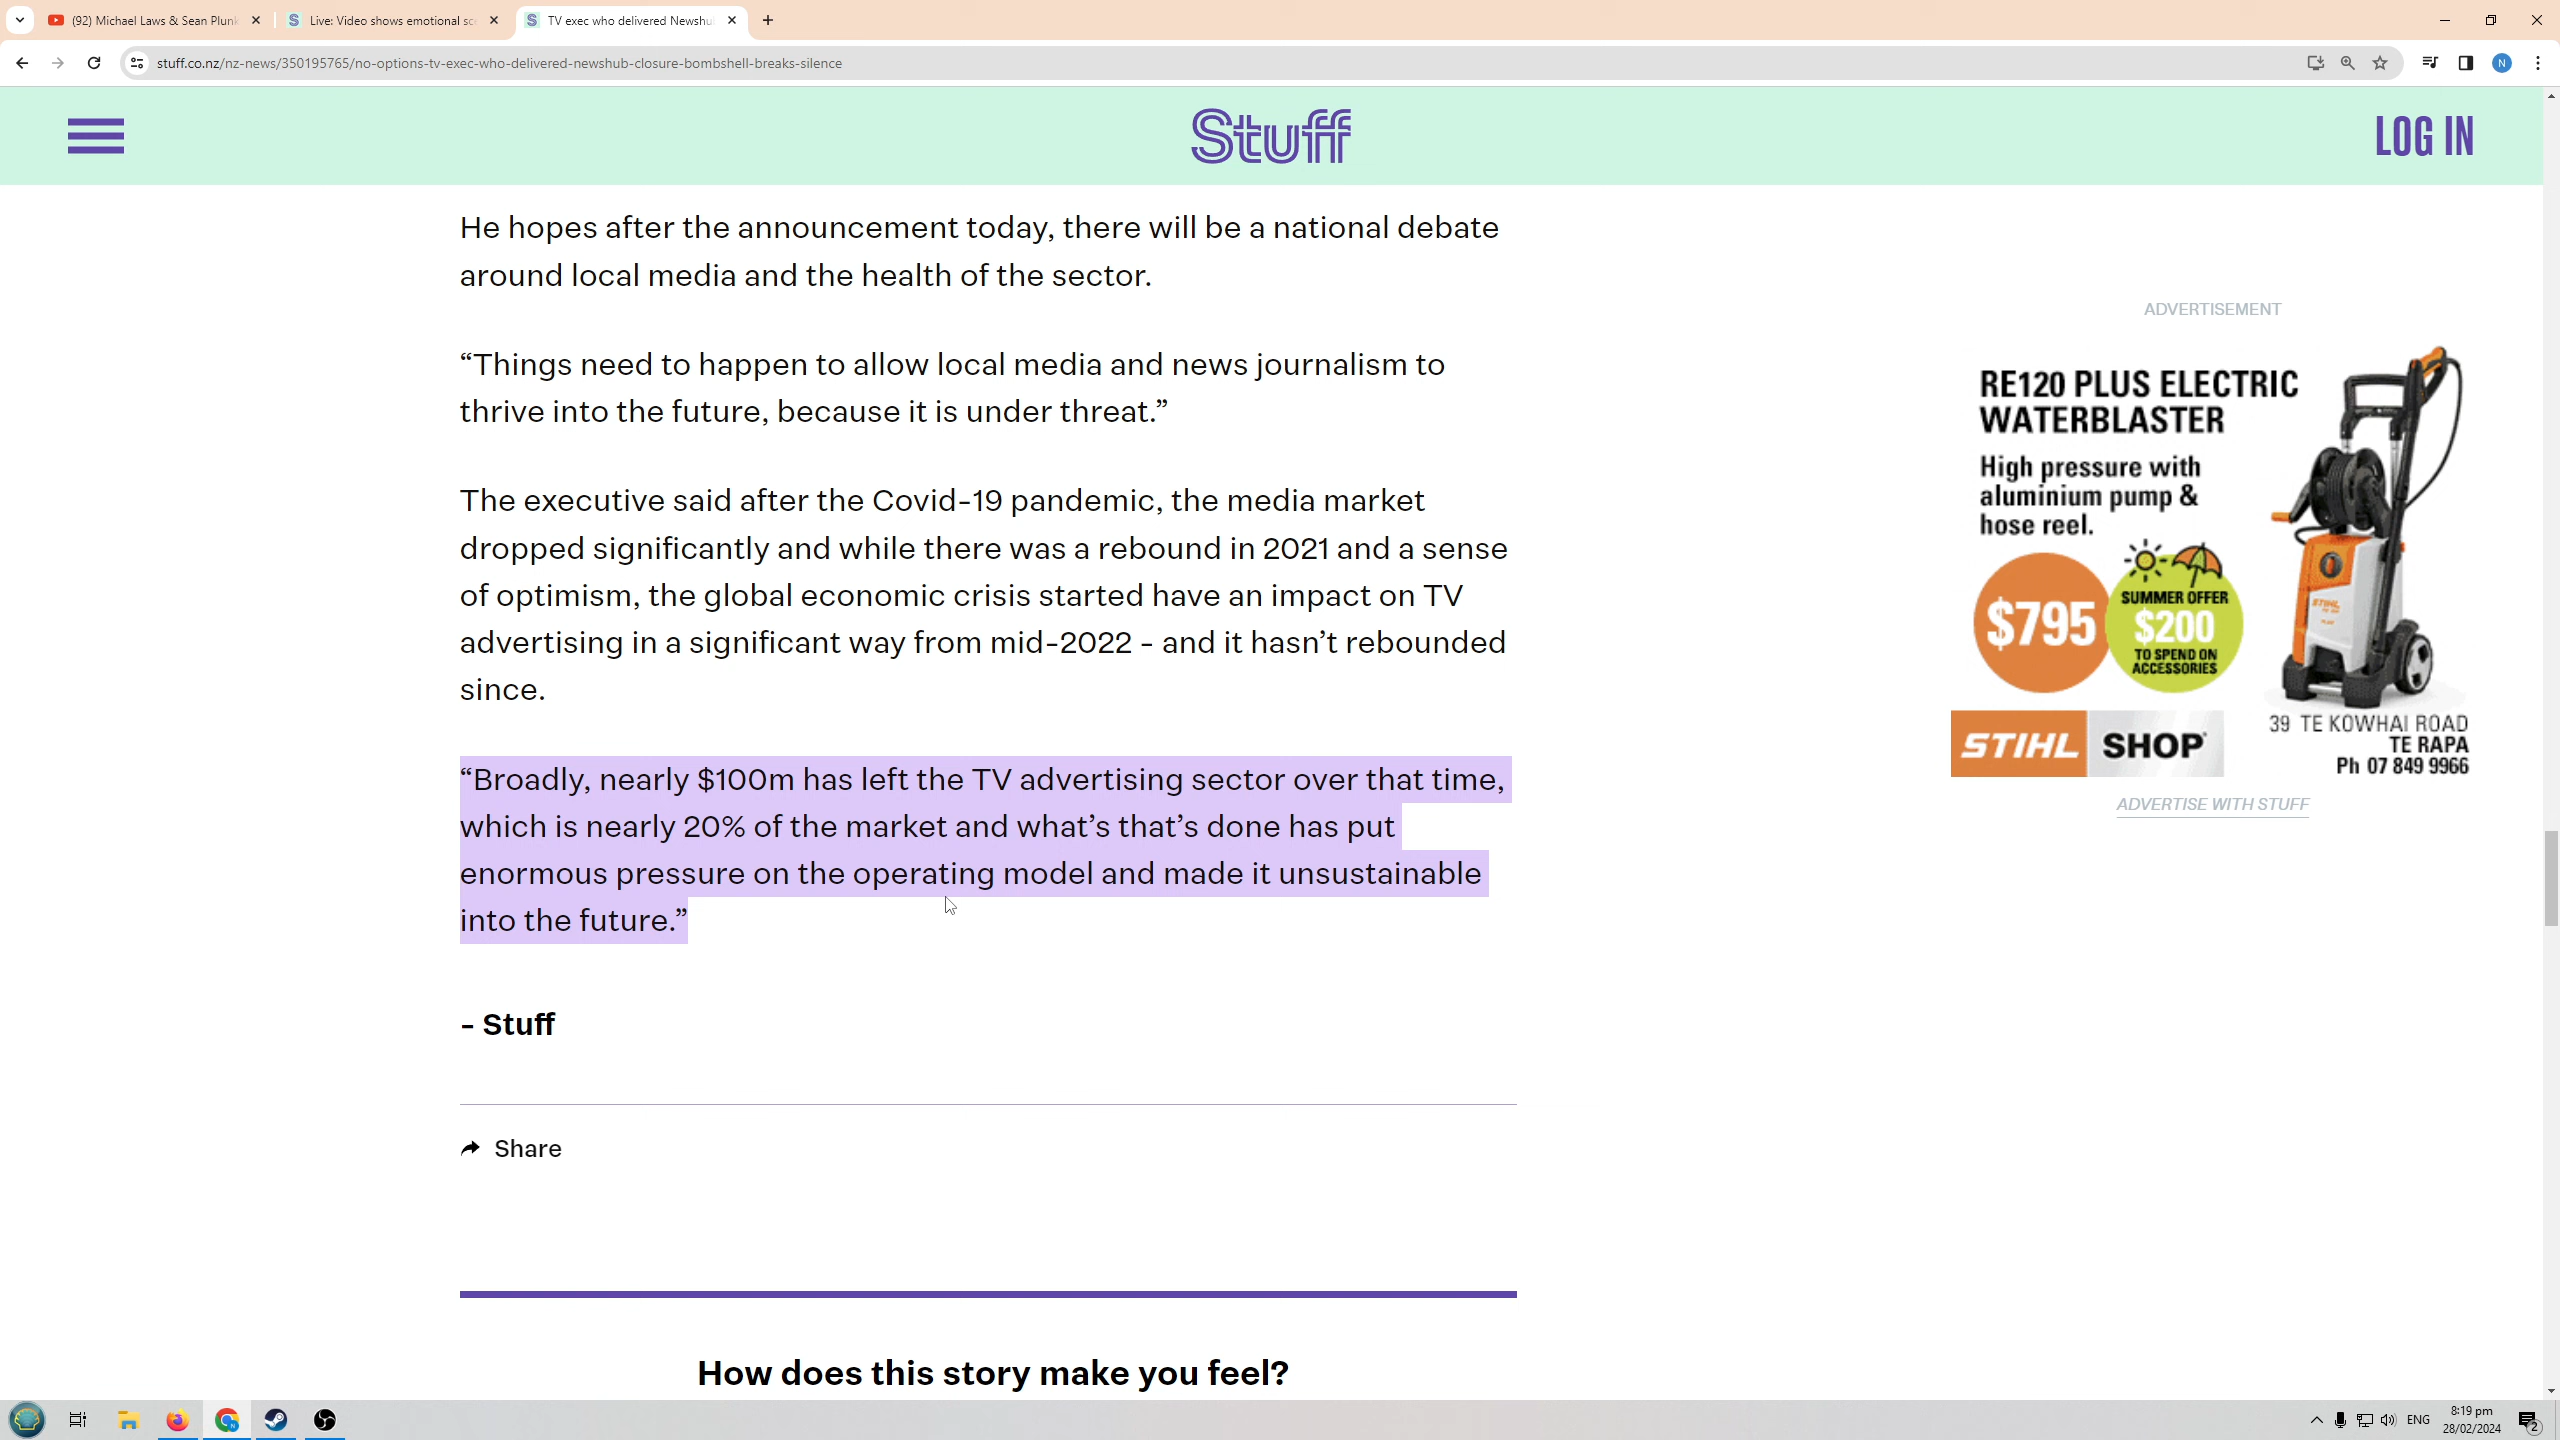 (92) Michael Laws & Sean Plunk
Live: Video shows emotional sc
TV exec who delivered Newshu
stuff.co.nz/nz-news/350195765/no-options-tv-exec-who-delivered-newshub-closure-bombshell-breaks-silence
N
Stuff
LOG IN
He hopes after the announcement today, there will be a national debate
around local media and the health of the sector.
“Things need to happen to allow local media and news journalism to
thrive into the future, because it is under threat.”
The executive said after the Covid-19 pandemic, the media market
dropped significantly and while there was a rebound in 2021 and a sense
of optimism, the global economic crisis started have an impact on TV
advertising in a significant way from mid-2022 - and it hasn’t rebounded
since.
“Broadly, nearly $100m has left the TV advertising sector over that time,
which is nearly 20% of the market and what’s that’s done has put
enormous pressure on the operating model and made it unsustainable
into the future.”
- Stuff
Share
How does this story make you feel?
ADVERTISEMENT
RE120 PLUS ELECTRIC
WATERBLASTER
High pressure with
aluminium pump &
hose reel.
$795
SUMMER OFFER
$200
TO SPEND ON
ACCESSORIES
STIHL SHOP
39 TE KOWHAI ROAD
TE RAPA
Ph 07 849 9966
ADVERTISE WITH STUFF
ENG
8:19 pm
28/02/2024
2